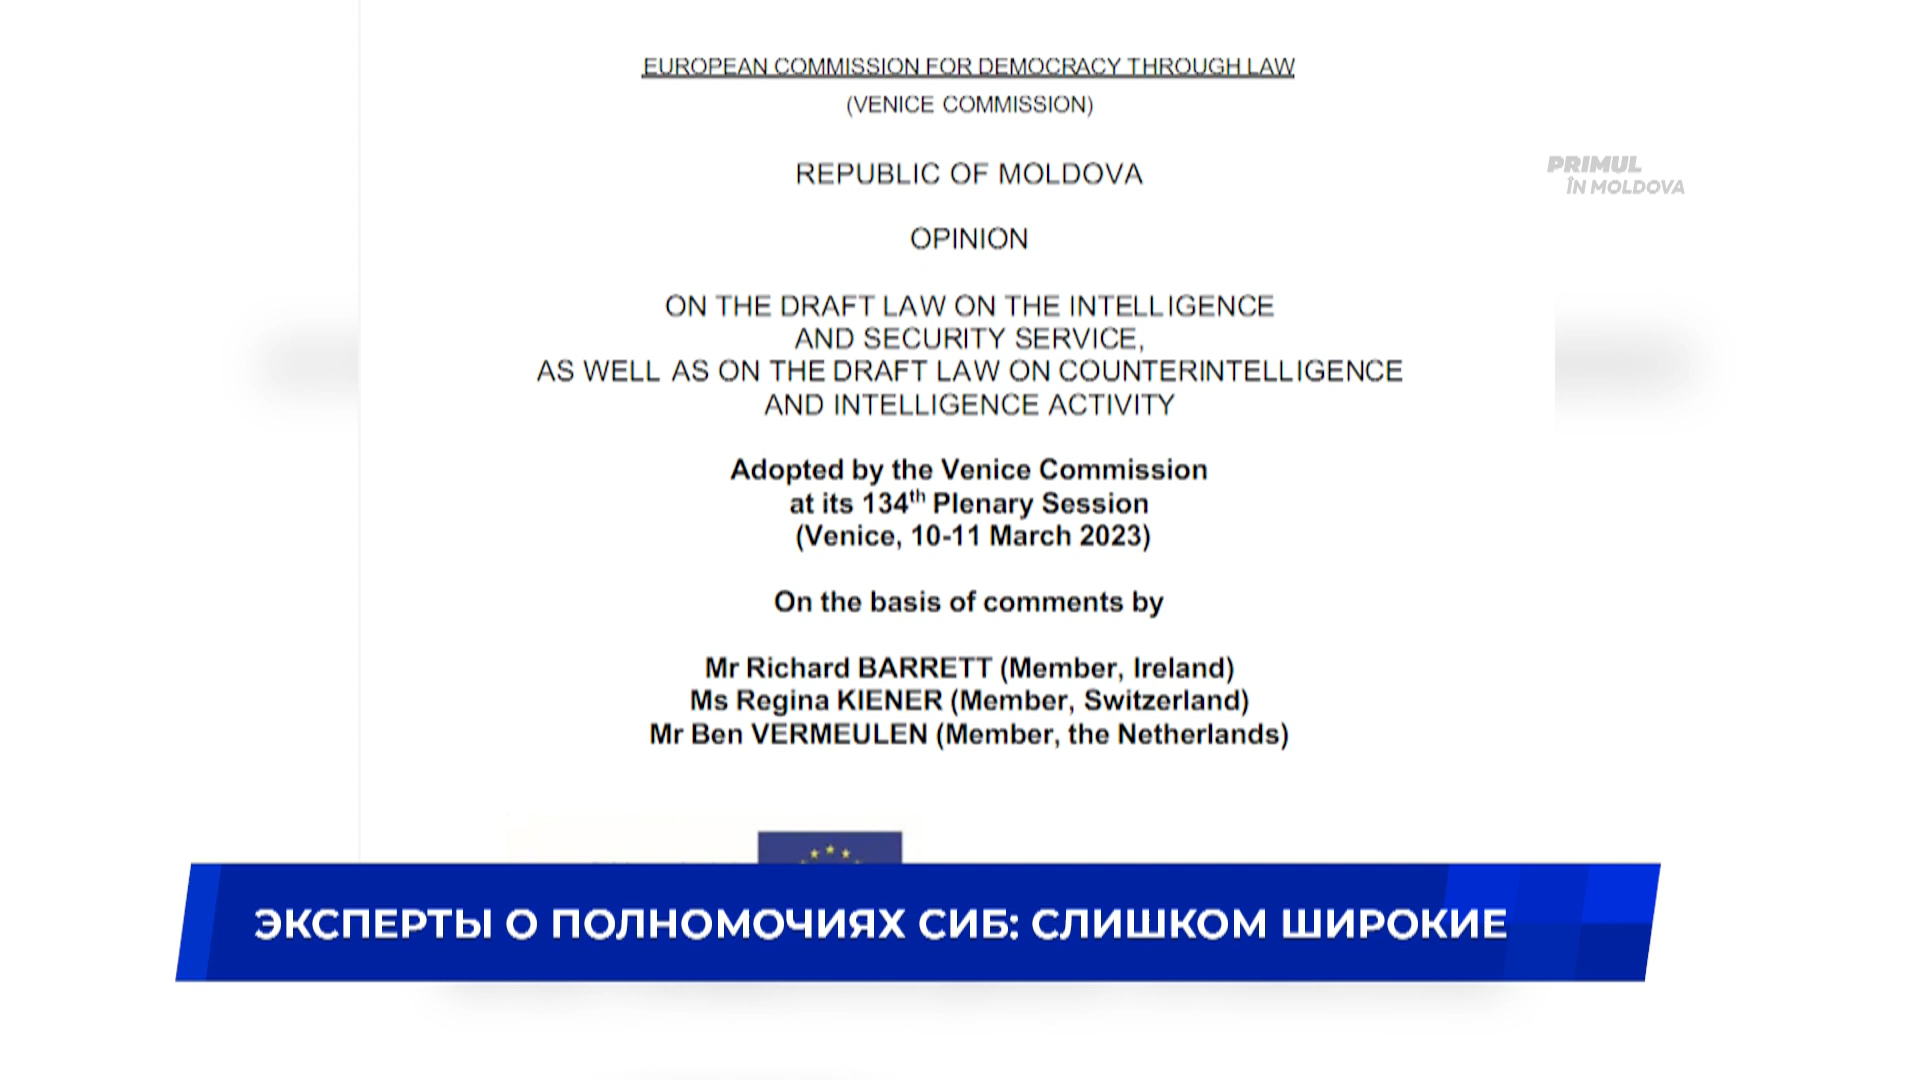 EUROPEAN COMMISSION FOR DEMOCRACY THROUGH LAW
(VENICE COMMISSION)
REPUBLIC OF MOLDOVA
PRIMUL
ÎN MOLDOVA
OPINION
ON THE DRAFT LAW ON THE INTELLIGENCE
AND SECURITY SERVICE,
AS WELL AS ON THE DRAFT LAW ON COUNTERINTELLIGENCE
AND INTELLIGENCE ACTIVITY
Adopted by the Venice Commission
at its 134th Plenary Session
(Venice, 10-11 March 2023)
On the basis of comments by
Mr Richard BARRETT (Member, Ireland)
Ms Regina KIENER (Member, Switzerland)
Mr Ben VERMEULEN (Member, the Netherlands)
ЭКСПЕРТЫ О ПОЛНОМОЧИЯХ СИБ: СЛИШКОМ ШИРОКИЕ